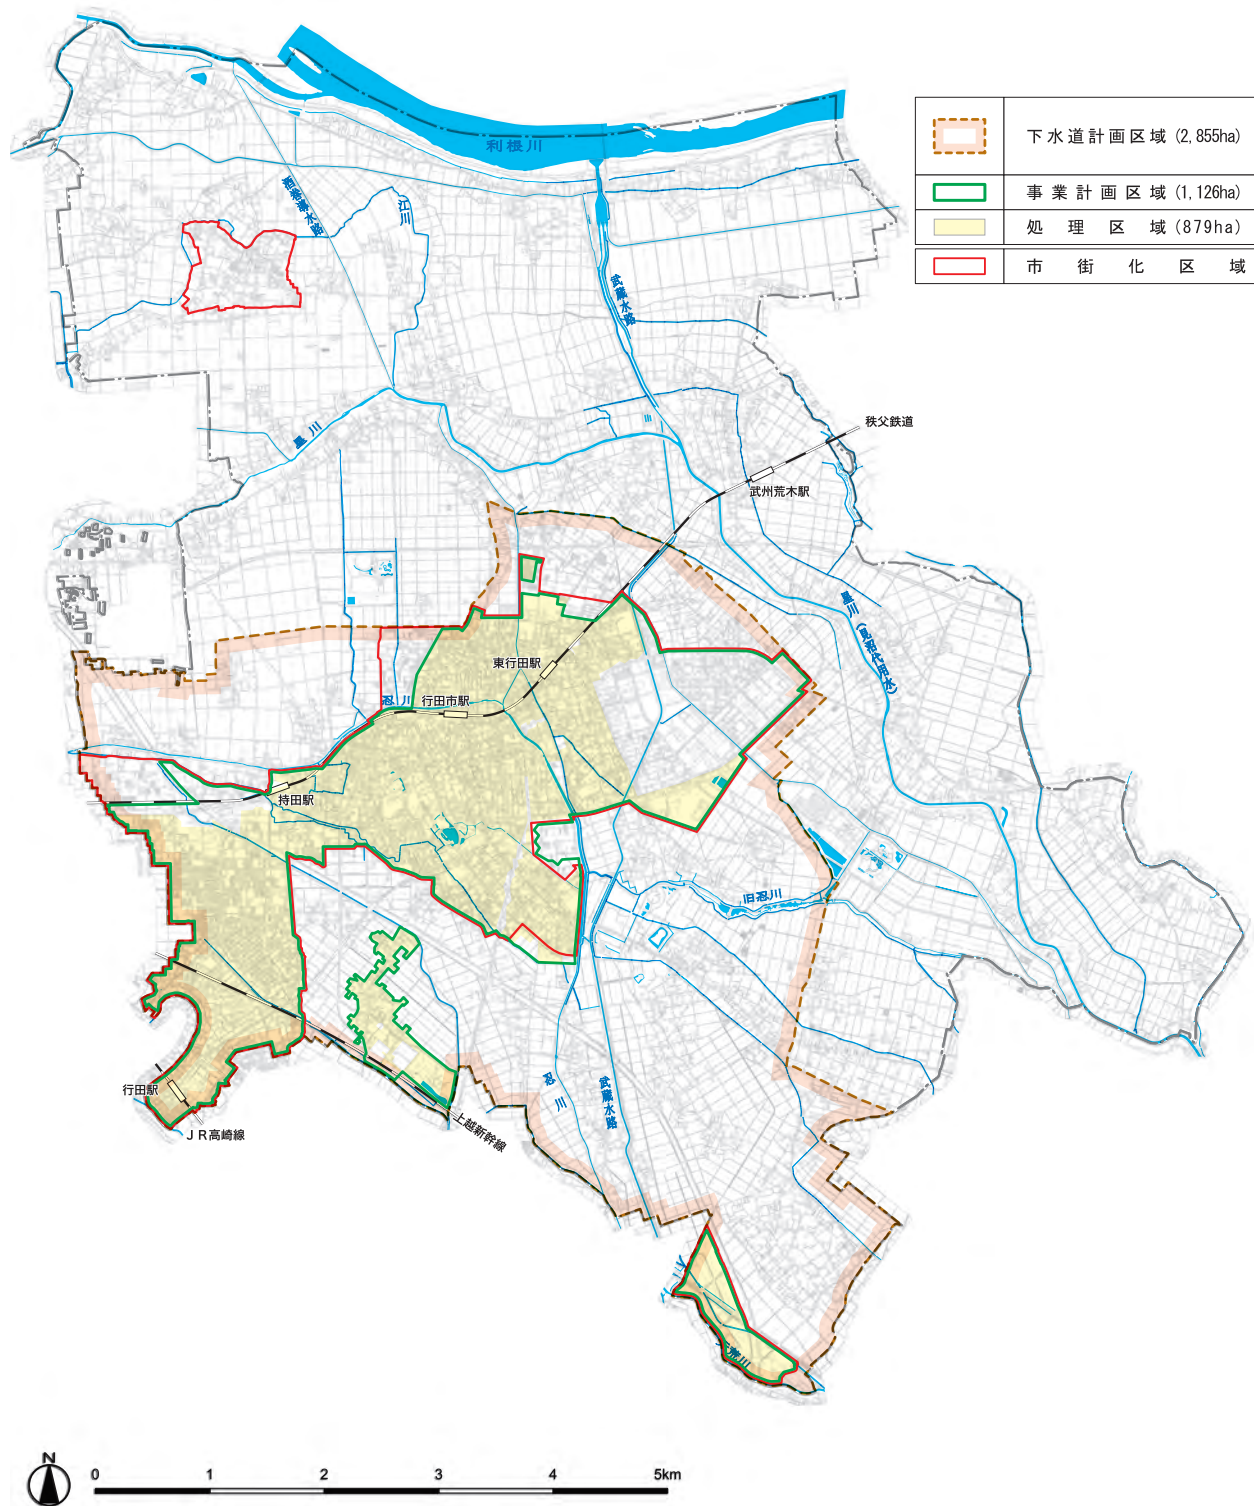 下水道計画区域 (2,855ha)
事業計画区域 (1,126ha)
処理区域 (879ha)
市街化区域
利根川
酒巻導水路
江川
武蔵水路
星川
秩父鉄道
武州荒木駅
星川 (見沼代用水)
東行田駅
行田市駅
忍川
持田駅
旧忍川
行田駅
JR高崎線
上越新幹線
忍川
武蔵水路
元荒川
N
0 1 2 3 4 5km